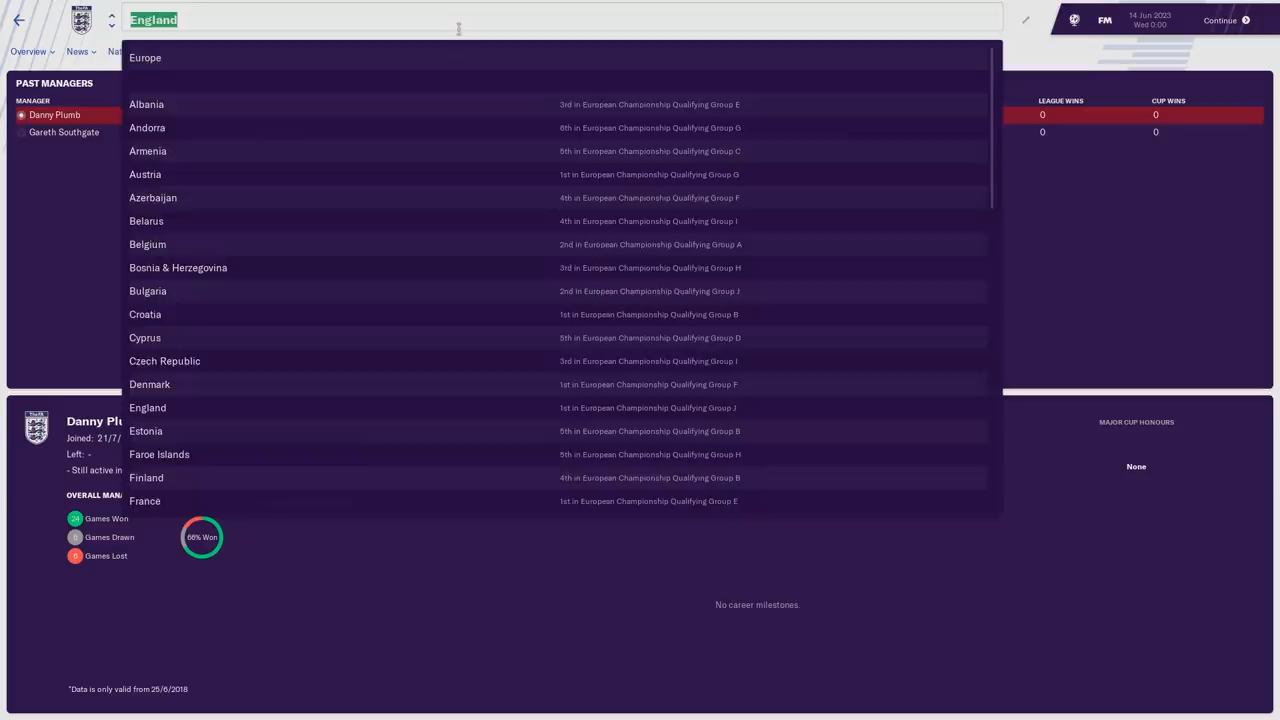 England
14 Jun 2023
FM
Continue
Wed 0:00
Overview
News
Nat
Europe
PAST MANAGERS
MANAGER
LEAGUE WINS
CUP WINS
Danny Plumb
0
0
Gareth Southgate
0
0
Albania
3rd in European Championship Qualifying Group E
Andorra
6th in European Championship Qualifying Group G
Armenia
5th in European Championship Qualifying Group C
Austria
1st in European Championship Qualifying Group G
Azerbaijan
4th in European Championship Qualifying Group F
Belarus
4th in European Championship Qualifying Group I
Belgium
2nd in European Championship Qualifying Group A
Bosnia & Herzegovina
3rd in European Championship Qualifying Group H
Bulgaria
2nd in European Championship Qualifying Group J
Croatia
1st in European Championship Qualifying Group B
Cyprus
5th in European Championship Qualifying Group D
Czech Republic
3rd in European Championship Qualifying Group I
Denmark
1st in European Championship Qualifying Group F
England
1st in European Championship Qualifying Group J
Estonia
5th in European Championship Qualifying Group B
Faroe Islands
5th in European Championship Qualifying Group H
Finland
4th in European Championship Qualifying Group B
France
1st in European Championship Qualifying Group E
Danny Plu
Joined: 21/7/
Left: -
- Still active in
OVERALL MANA
24 Games Won
6 Games Drawn
6 Games Lost
66% Won
MAJOR CUP HONOURS
None
No career milestones.
*Data is only valid from 25/6/2018